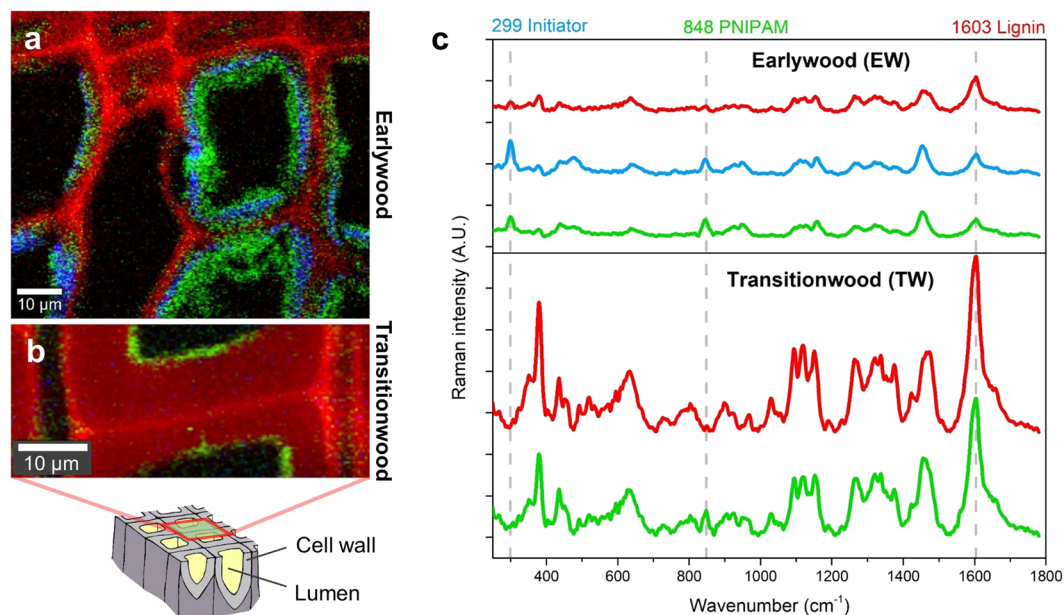 a
Earlywood
10 µm
b
Transitionwood
10 µm
Cell wall
Lumen
c
299 Initiator
848 PNIPAM
1603 Lignin
Earlywood (EW)
Transitionwood (TW)
Raman intensity (A.U.)
400 600 800 1000 1200 1400 1600 1800
Wavenumber (cm⁻¹)